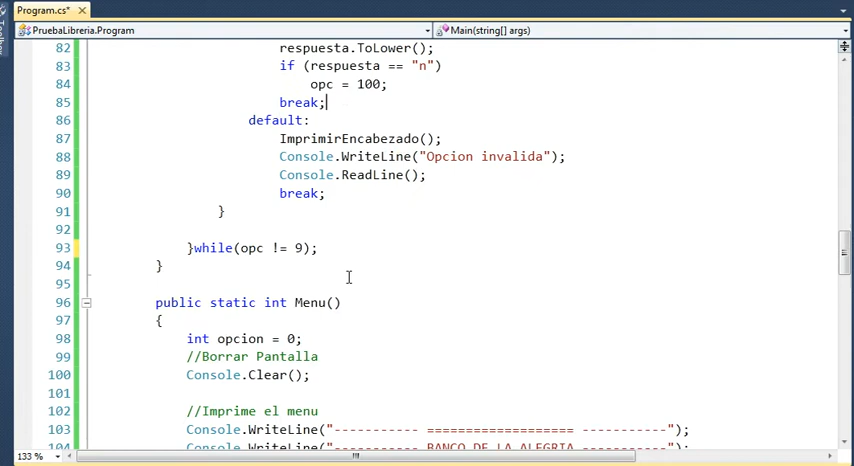 Program.cs*
PruebaLibreria.Program
Main(string[] args)
82 respuesta.ToLower();
83 if (respuesta == "n")
84 opc = 100;
85 break;
86 default:
87 ImprimirEncabezado();
88 Console.WriteLine("Opcion invalida");
89 Console.ReadLine();
90 break;
91 }
92
93 }while(opc != 9);
94 }
95
96 public static int Menu()
97 {
98 int opcion = 0;
99 //Borrar Pantalla
100 Console.Clear();
101
102 //Imprime el menu
103 Console.WriteLine("----------- =================== -----------");
104 Console.WriteLine("----------- BANCO DE LA ALEGRIA -----------");
133 %